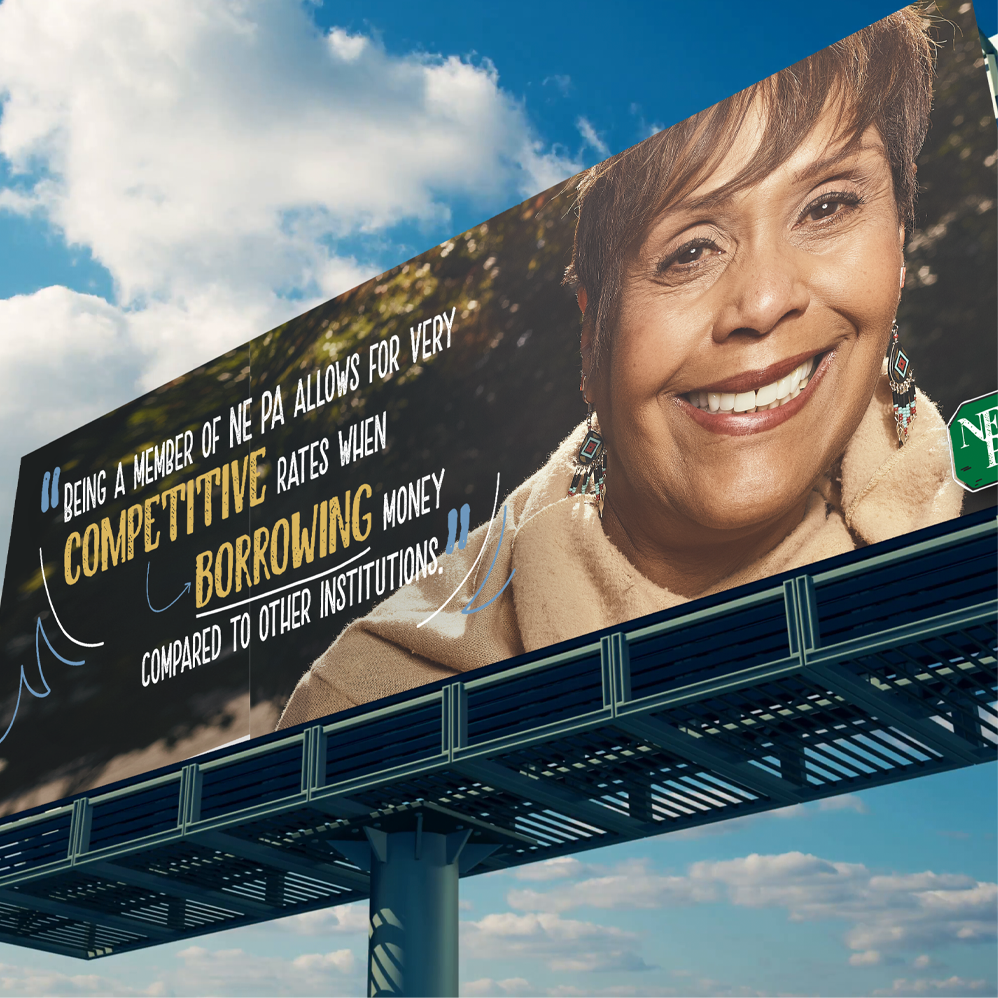 “BEING A MEMBER OF NE PA ALLOWS FOR VERY
COMPETITIVE RATES WHEN
BORROWING MONEY
COMPARED TO OTHER INSTITUTIONS.”